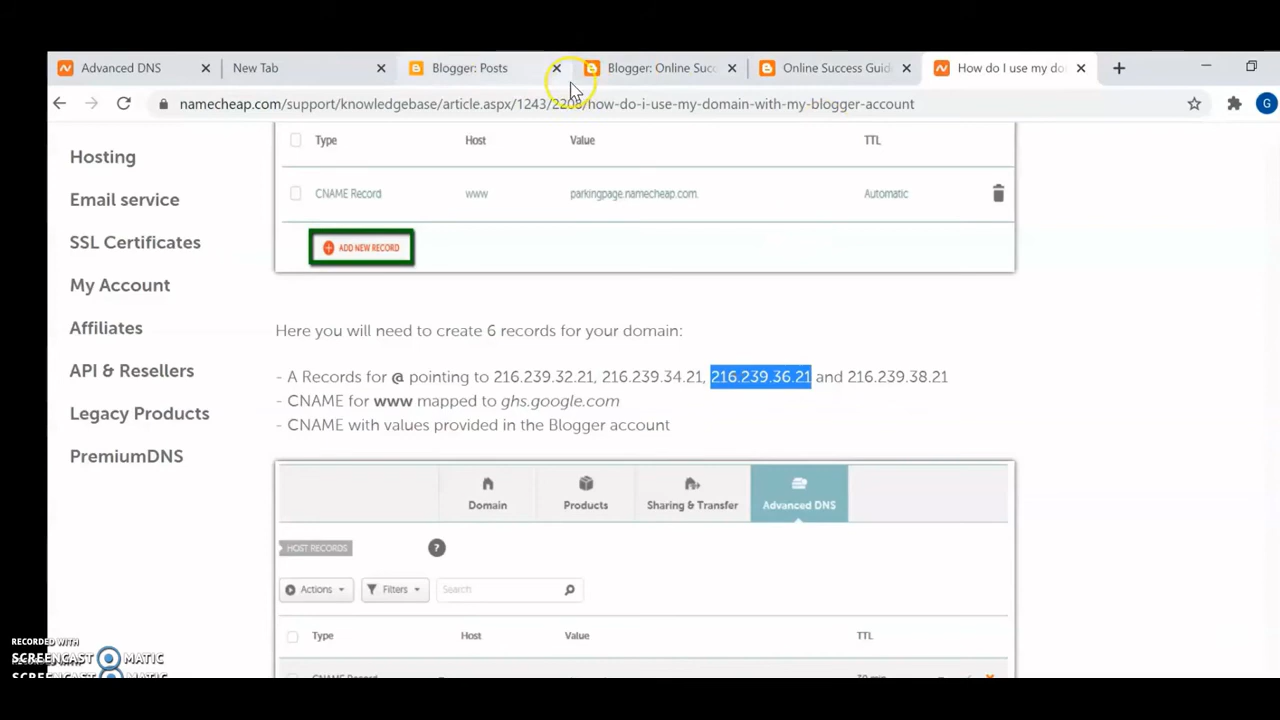 Advanced DNS
New Tab
Blogger: Posts
Blogger: Online Succ
Online Success Guid
How do I use my do
namecheap.com/support/knowledgebase/article.aspx/1243/2208/how-do-i-use-my-domain-with-my-blogger-account
G
Hosting
Email service
SSL Certificates
My Account
Affiliates
API & Resellers
Legacy Products
PremiumDNS
Type Host Value TTL
CNAME Record www parkingpage.namecheap.com. Automatic
ADD NEW RECORD
Here you will need to create 6 records for your domain:
- A Records for @ pointing to 216.239.32.21, 216.239.34.21, 216.239.36.21 and 216.239.38.21
- CNAME for www mapped to ghs.google.com
- CNAME with values provided in the Blogger account
Domain Products Sharing & Transfer Advanced DNS
HOST RECORDS ?
Actions Filters Search
Type Host Value TTL
CNAME Record 30 min
RECORDED WITH
SCREENCAST MATIC